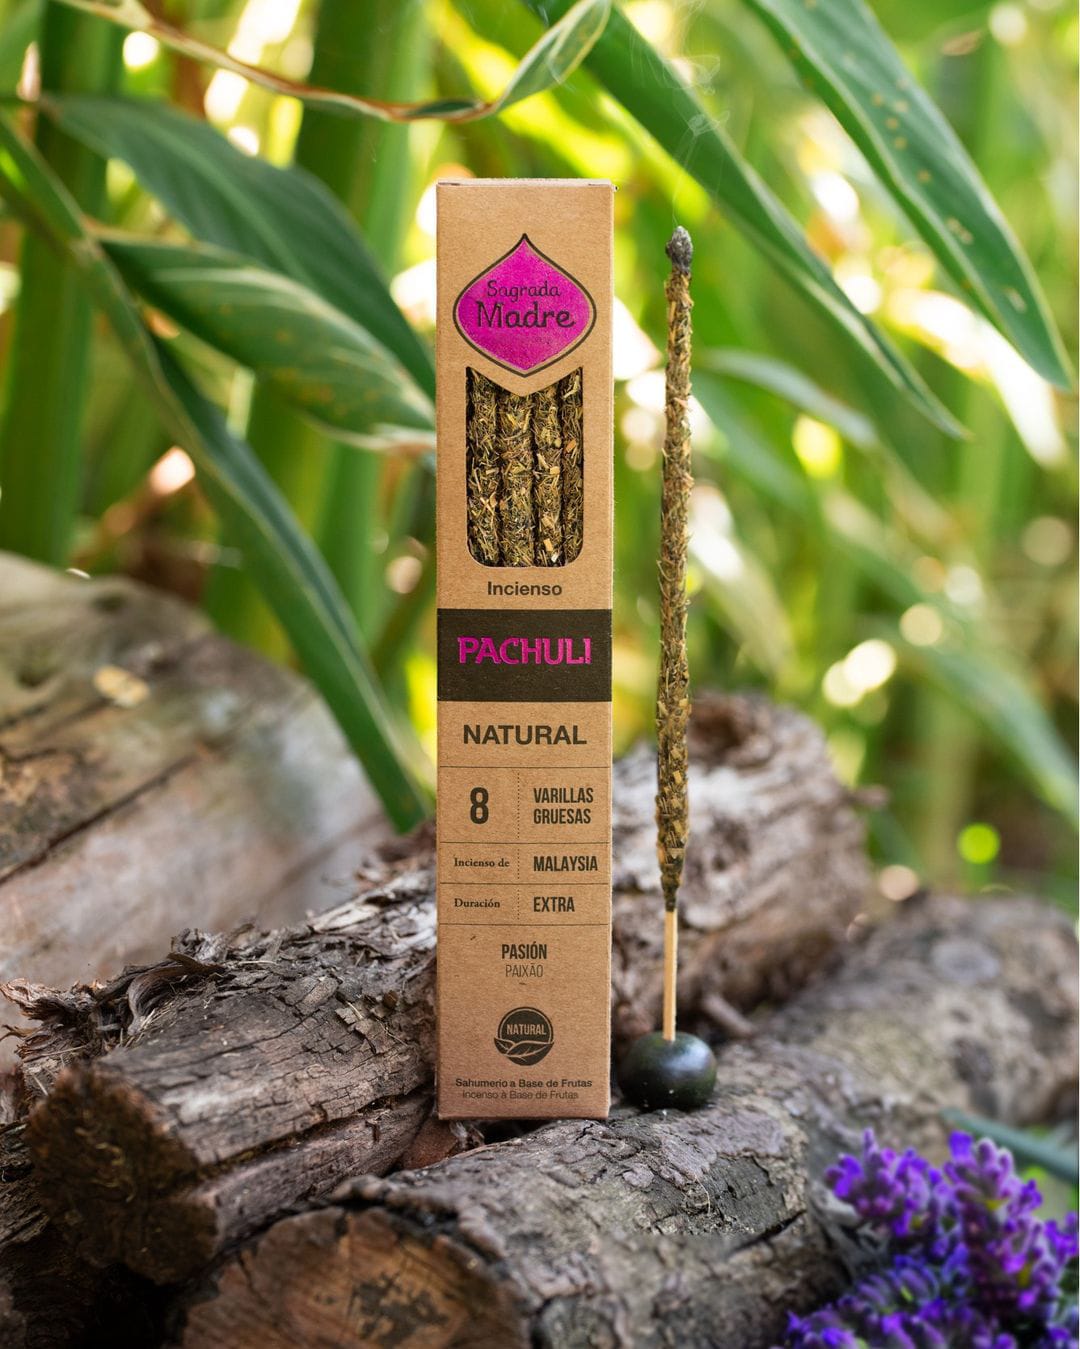 Sagrada
Madre
Incienso
PACHULI
NATURAL
8
VARILLAS
GRUESAS
Incienso de
MALAYSIA
Duración
EXTRA
PASIÓN
PAIXÃO
NATURAL
Sahumerio a Base de Frutas
Incenso à Base de Frutas